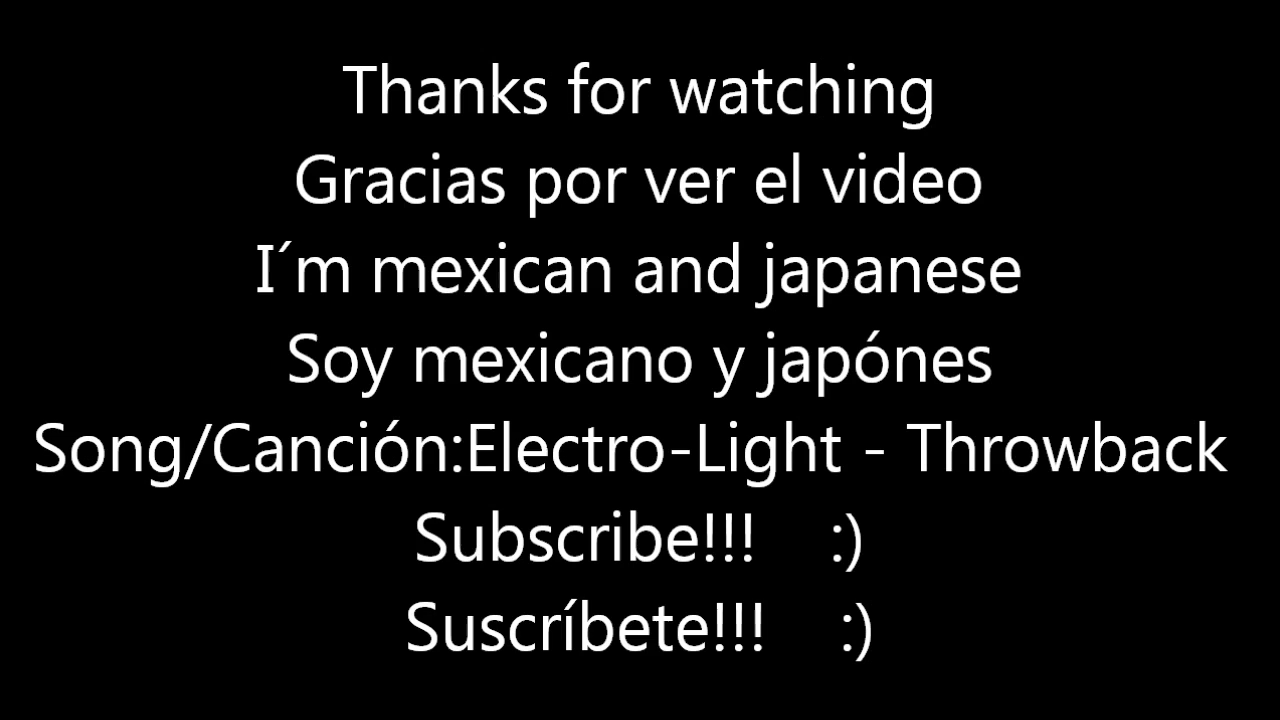 Thanks for watching
Gracias por ver el video
I´m mexican and japanese
Soy mexicano y japónes
Song/Canción:Electro-Light - Throwback
Subscribe!!! :)
Suscríbete!!! :)